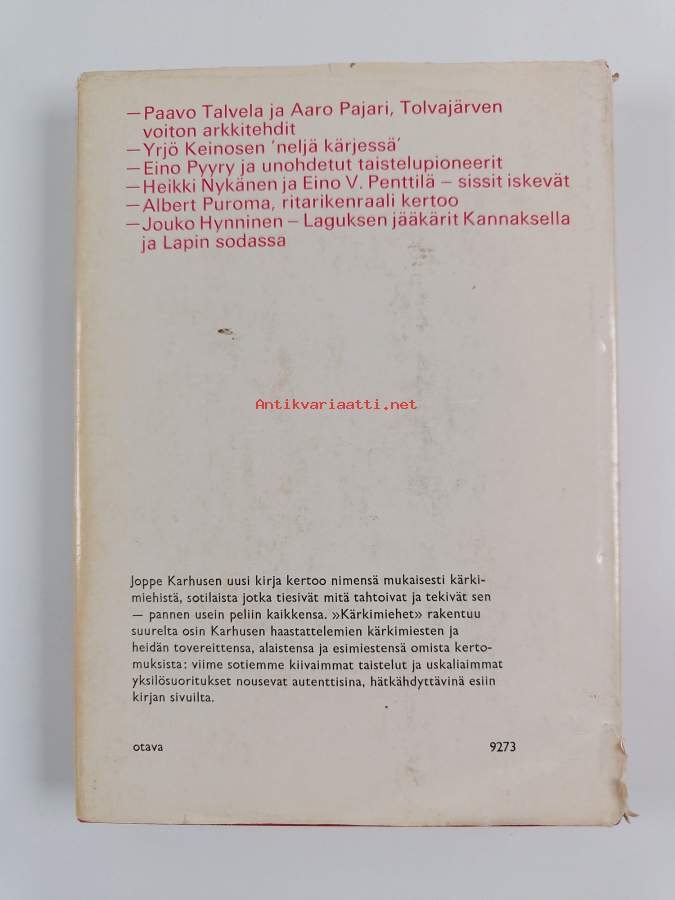 —Paavo Talvela ja Aaro Pajari, Tolvajärven
voiton arkkitehdit
—Yrjö Keinosen 'neljä kärjessä'
—Eino Pyyry ja unohdetut taistelupioneerit
—Heikki Nykänen ja Eino V. Penttilä – sissit iskevät
—Albert Puroma, ritarikenraali kertoo
—Jouko Hynninen – Laguksen jääkärit Kannaksella
ja Lapin sodassa
Antikvariaatti.net
Joppe Karhusen uusi kirja kertoo nimensä mukaisesti kärki-
miehistä, sotilaista jotka tiesivät mitä tahtoivat ja tekivät sen
— pannen usein peliin kaikkensa. »Kärkimiehet» rakentuu
suurelta osin Karhusen haastattelemien kärkimiesten ja
heidän tovereittensa, alaistensa ja esimiestensä omista kerto-
muksista: viime sotiemme kiivaimmat taistelut ja uskaliaimmat
yksilösuoritukset nousevat autenttisina, hätkähdyttävinä esiin
kirjan sivuilta.
otava 9273